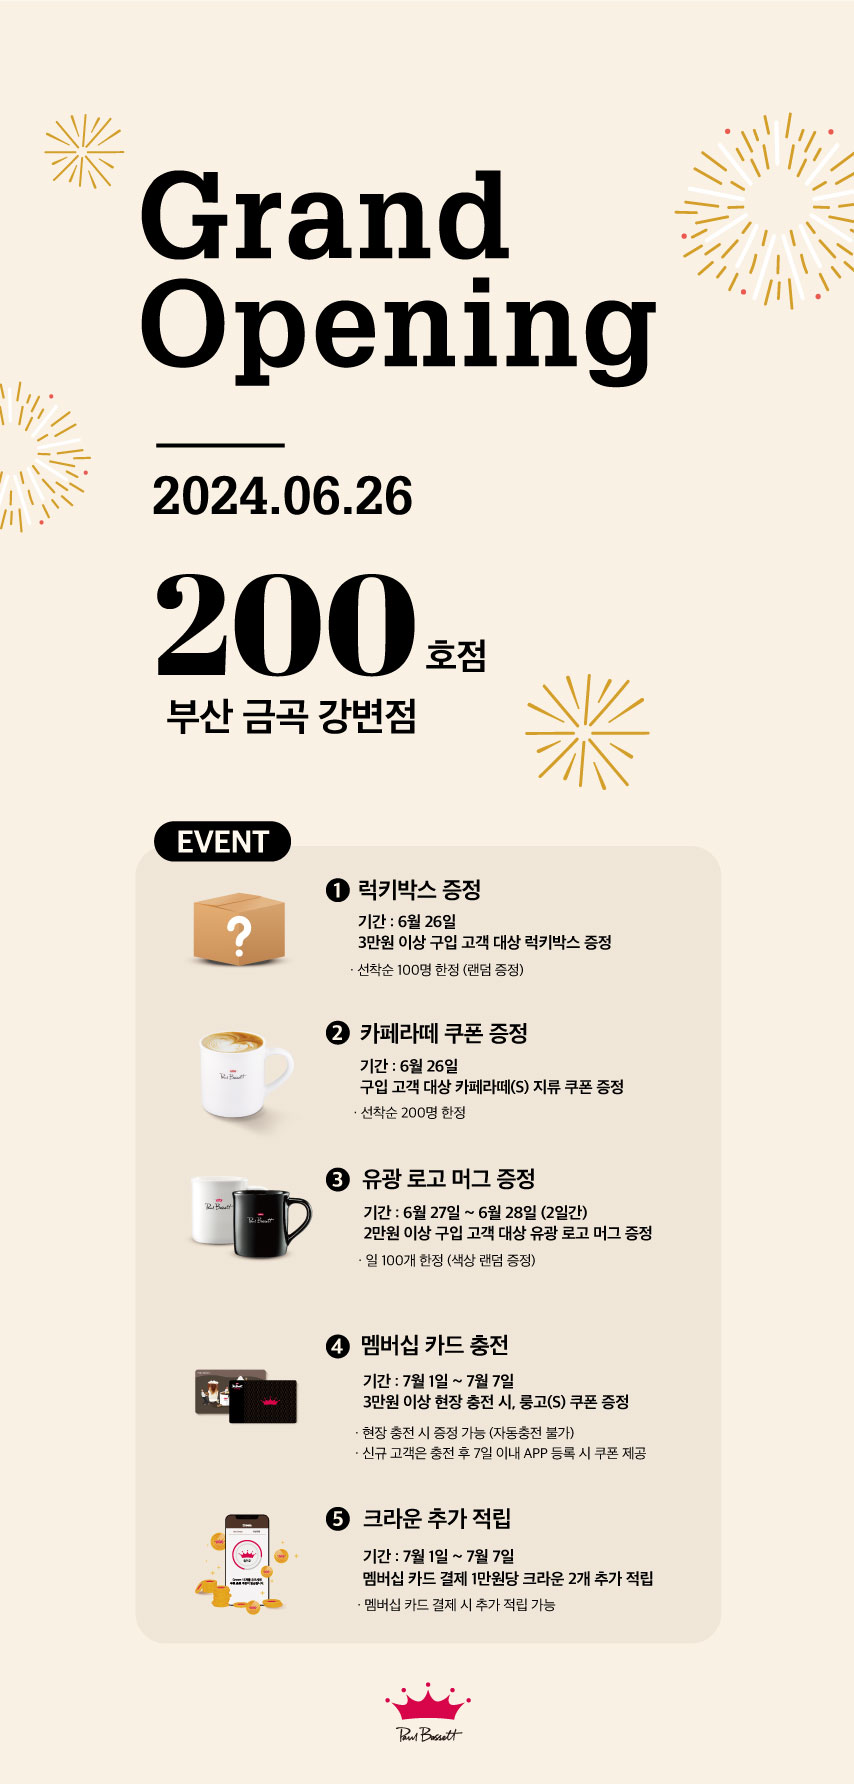 Grand
Opening
2024.06.26
200 호점
부산 금곡 강변점
EVENT
1 럭키박스 증정
기간 : 6월 26일
3만원 이상 구입 고객 대상 럭키박스 증정
· 선착순 100명 한정 (랜덤 증정)
?
2 카페라떼 쿠폰 증정
기간 : 6월 26일
구입 고객 대상 카페라떼(S) 지류 쿠폰 증정
· 선착순 200명 한정
Paul Bassett
3 유광 로고 머그 증정
기간 : 6월 27일 ~ 6월 28일 (2일간)
2만원 이상 구입 고객 대상 유광 로고 머그 증정
· 일 100개 한정 (색상 랜덤 증정)
Paul Bassett
Paul Bassett
4 멤버십 카드 충전
기간 : 7월 1일 ~ 7월 7일
3만원 이상 현장 충전 시, 룽고(S) 쿠폰 증정
· 현장 충전 시 증정 가능 (자동충전 불가)
· 신규 고객은 충전 후 7일 이내 APP 등록 시 쿠폰 제공
5 크라운 추가 적립
기간 : 7월 1일 ~ 7월 7일
멤버십 카드 결제 1만원당 크라운 2개 추가 적립
· 멤버십 카드 결제 시 추가 적립 가능
Paul Bassett